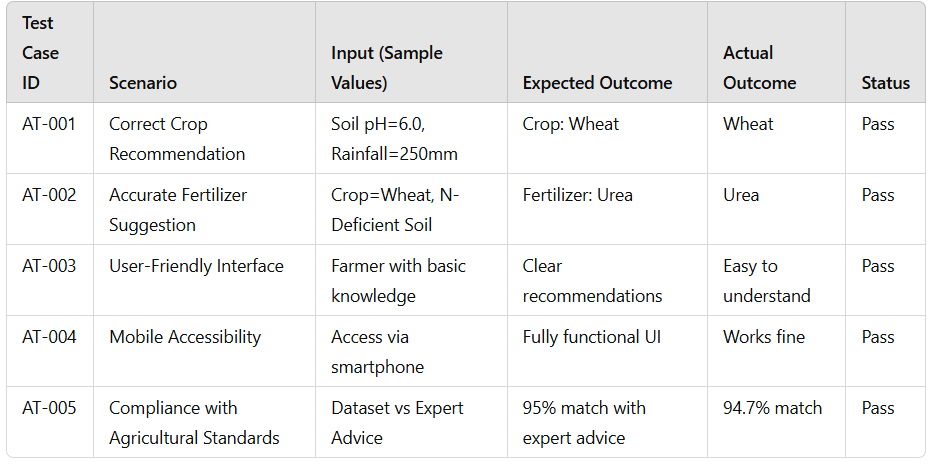 Test
Case
ID
Scenario
Input (Sample
Values)
Expected Outcome
Actual
Outcome
Status
AT-001
Correct Crop
Recommendation
Soil pH=6.0,
Rainfall=250mm
Crop: Wheat
Wheat
Pass
AT-002
Accurate Fertilizer
Suggestion
Crop=Wheat, N-
Deficient Soil
Fertilizer: Urea
Urea
Pass
AT-003
User-Friendly Interface
Farmer with basic
knowledge
Clear
recommendations
Easy to
understand
Pass
AT-004
Mobile Accessibility
Access via
smartphone
Fully functional UI
Works fine
Pass
AT-005
Compliance with
Agricultural Standards
Dataset vs Expert
Advice
95% match with
expert advice
94.7% match
Pass